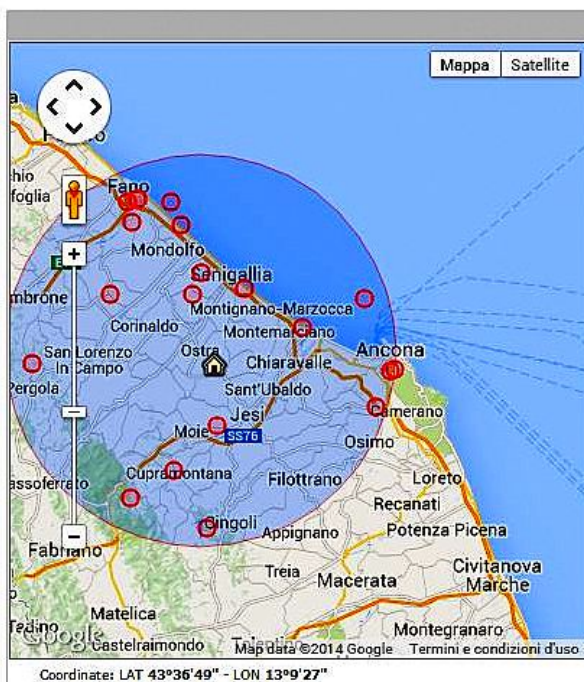 Mappa
Satellite
Fano
foglia
Mondolfo
Senigallia
mbrone
Montignano-Marzocca
Corinaldo
Montemarciano
Ostra
Ancona
San Lorenzo
In Campo
Chiaravalle
Pergola
Sant'Ubaldo
Jesi
Camerano
Moie
SS76
Osimo
Cupramontana
assoferrato
Filottrano
Loreto
Recanati
Cingoli
Appignano
Potenza Picena
Fabriano
Treia
Civitanova
Marche
Macerata
Matelica
Montegranaro
Google
Castelraimondo
Map data ©2014 Google
Termini e condizioni d'uso
Coordinate: LAT 43°36'49" - LON 13°9'27"